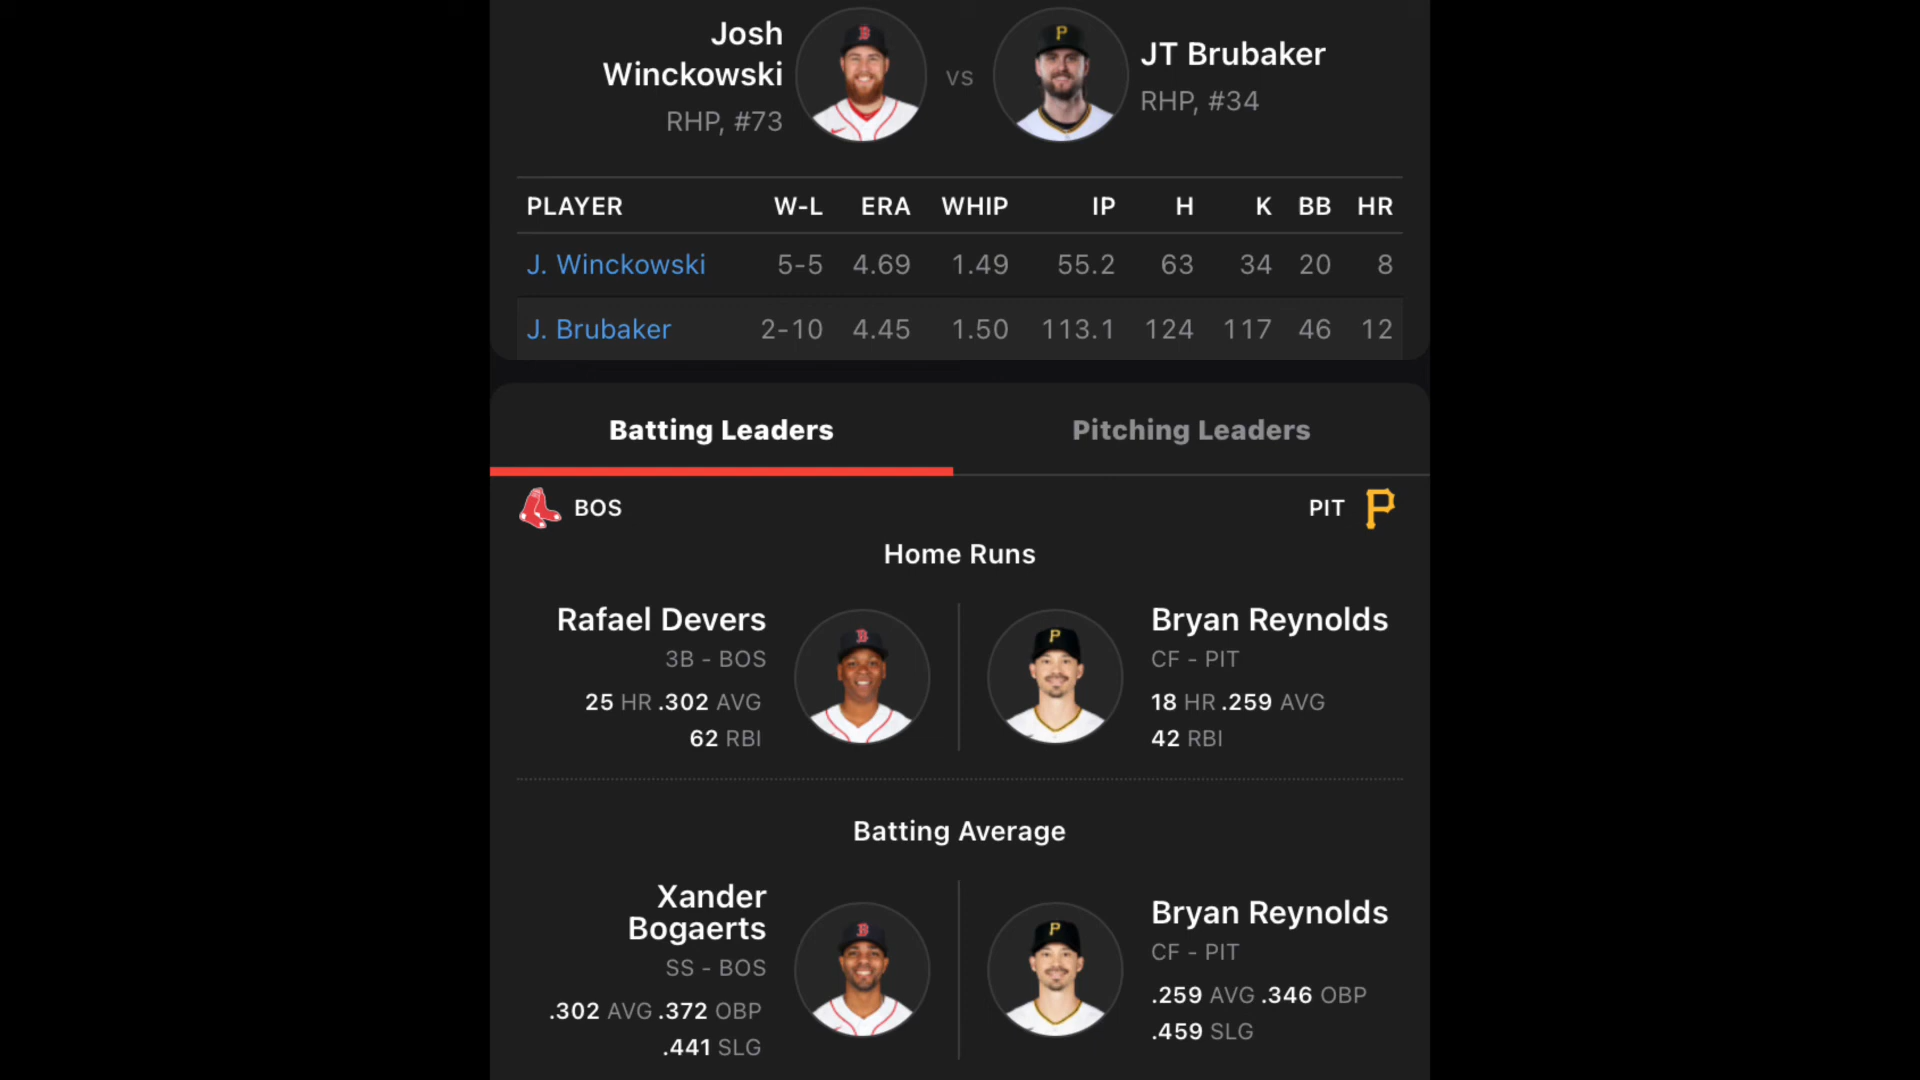 Josh
Winckowski
RHP, #73
vs
JT Brubaker
RHP, #34
PLAYER W-L ERA WHIP IP H K BB HR
J. Winckowski 5-5 4.69 1.49 55.2 63 34 20 8
J. Brubaker 2-10 4.45 1.50 113.1 124 117 46 12
Batting Leaders Pitching Leaders
BOS PIT P
Home Runs
Rafael Devers
3B - BOS
25 HR .302 AVG
62 RBI
Bryan Reynolds
CF - PIT
18 HR .259 AVG
42 RBI
Batting Average
Xander
Bogaerts
SS - BOS
.302 AVG .372 OBP
.441 SLG
Bryan Reynolds
CF - PIT
.259 AVG .346 OBP
.459 SLG